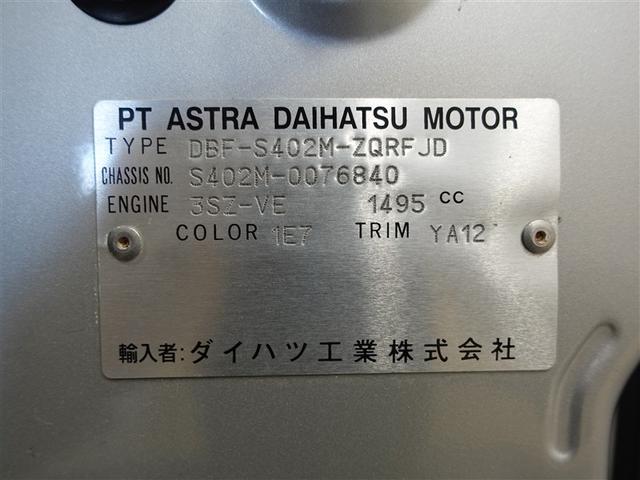 PT ASTRA DAIHATSU MOTOR
TYPE DBF-S402M-ZQRFJD
CHASSIS NO. S402M-0076840
ENGINE 3SZ-VE 1495 cc
COLOR 1E7 TRIM YA12
輸入者: ダイハツ工業株式会社